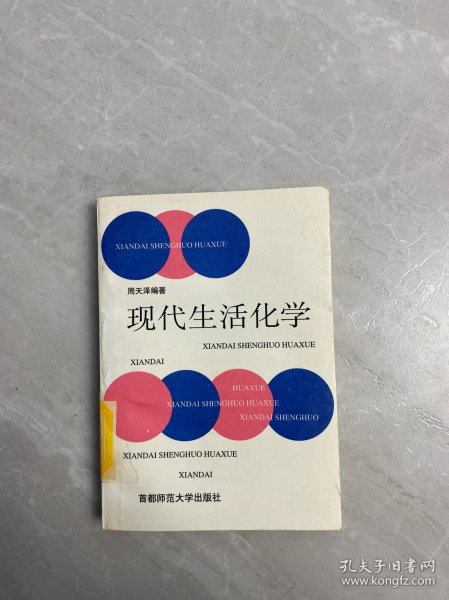 XIANDAI SHENGHUO HUAXUE
周天泽编著
现代生活化学
XIANDAI SHENGHUO HUAXUE
XIANDAI
HUAXUE
XIANDAI SHENGHUO HUAXUE
XIANDAI SHENGHUO
XIANDAI SHENGHUO HUAXUE
XIANDAI
首都师范大学出版社
孔夫子旧书网
www.kongfz.com